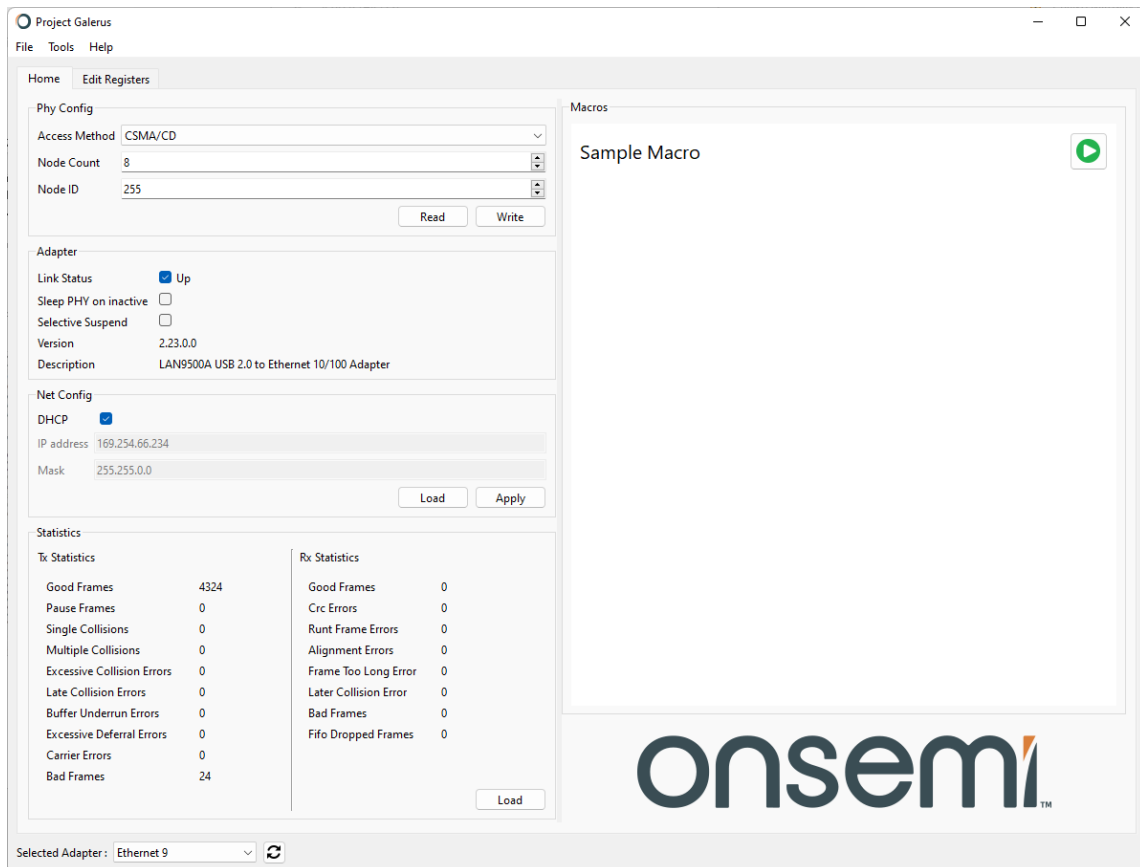 Project Galerus
File Tools Help
Home Edit Registers
Phy Config
Access Method CSMA/CD
Node Count 8
Node ID 255
Read Write
Adapter
Link Status Up
Sleep PHY on inactive
Selective Suspend
Version 2.23.0.0
Description LAN9500A USB 2.0 to Ethernet 10/100 Adapter
Net Config
DHCP
IP address 169.254.66.234
Mask 255.255.0.0
Load Apply
Statistics
Tx Statistics
Good Frames 4324
Pause Frames 0
Single Collisions 0
Multiple Collisions 0
Excessive Collision Errors 0
Late Collision Errors 0
Buffer Underrun Errors 0
Excessive Deferral Errors 0
Carrier Errors 0
Bad Frames 24
Rx Statistics
Good Frames 0
Crc Errors 0
Runt Frame Errors 0
Alignment Errors 0
Frame Too Long Error 0
Later Collision Error 0
Bad Frames 0
Fifo Dropped Frames 0
Load
Macros
Sample Macro
onsemi™
Selected Adapter : Ethernet 9